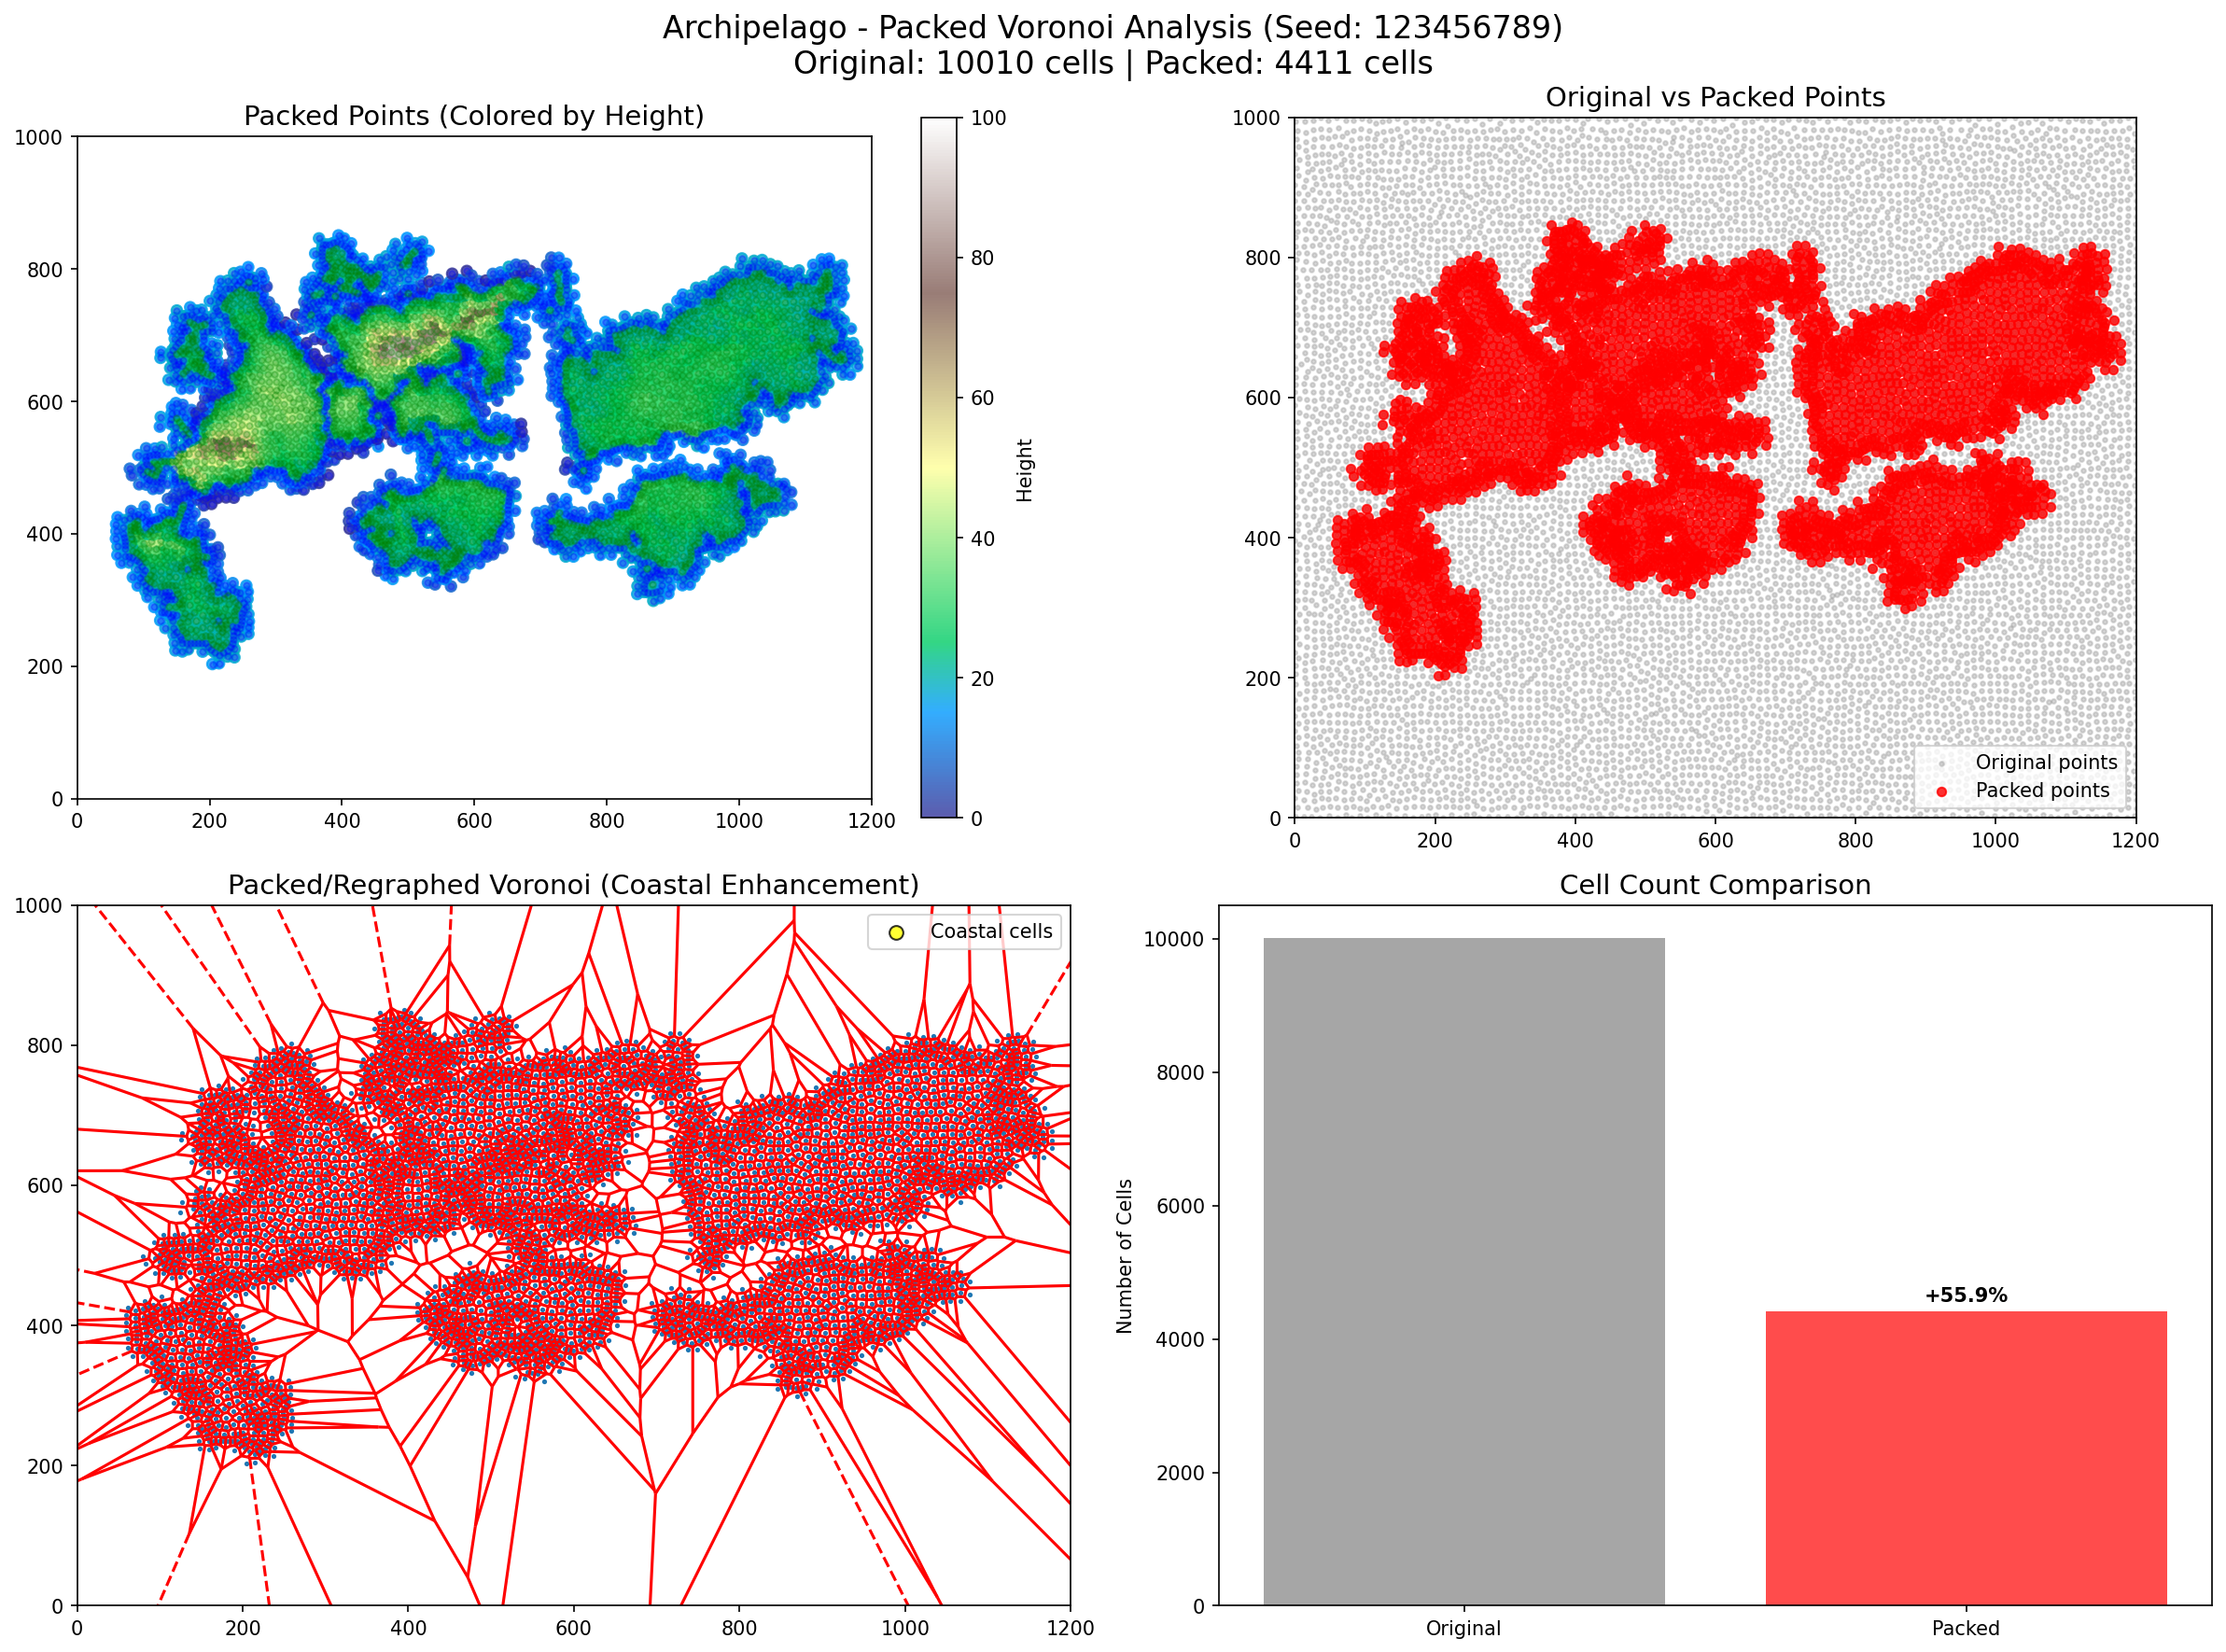 Archipelago - Packed Voronoi Analysis (Seed: 123456789)
Original: 10010 cells | Packed: 4411 cells
Packed Points (Colored by Height)
1000
800
600
400
200
0
0 200 400 600 800 1000 1200
100
80
60
40
20
0
Height
Original vs Packed Points
1000
800
600
400
200
0
Original points
Packed points
0 200 400 600 800 1000 1200
Packed/Regraphed Voronoi (Coastal Enhancement)
Coastal cells
1000
800
600
400
200
0
0 200 400 600 800 1000 1200
Cell Count Comparison
Number of Cells
10000
8000
6000
4000
2000
0
+55.9%
Original Packed